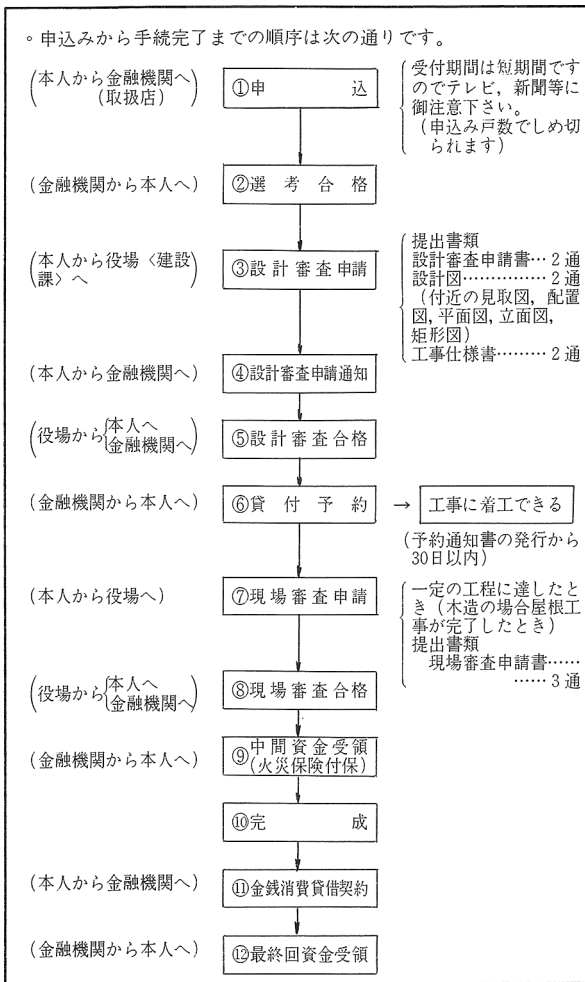 ◦申込みから手続完了までの順序は次の通りです。
(本人から金融機関へ)
(取扱店)
①申込
受付期間は短期間です
のでテレビ，新聞等に
御注意下さい。
(申込み戸数でしめ切
られます)
(金融機関から本人へ)
②選考合格
(本人から役場〈建設
課〉へ)
③設計審査申請
提出書類
設計審査申請書…2通
設計図……………2通
(付近の見取図，配置
図，平面図，立面図，
矩形図)
工事仕様書………2通
(本人から金融機関へ)
④設計審査申請通知
(役場から{本人へ
金融機関へ)
⑤設計審査合格
(金融機関から本人へ)
⑥貸付予約
→ 工事に着工できる
(予約通知書の発行から
30日以内)
(本人から役場へ)
⑦現場審査申請
一定の工程に達したと
き（木造の場合屋根工
事が完了したとき）
提出書類
現場審査申請書……
……3通
(役場から{本人へ
金融機関へ)
⑧現場審査合格
(金融機関から本人へ)
⑨中間資金受領
(火災保険付保)
⑩完成
(本人から金融機関へ)
⑪金銭消費貸借契約
(金融機関から本人へ)
⑫最終回資金受領